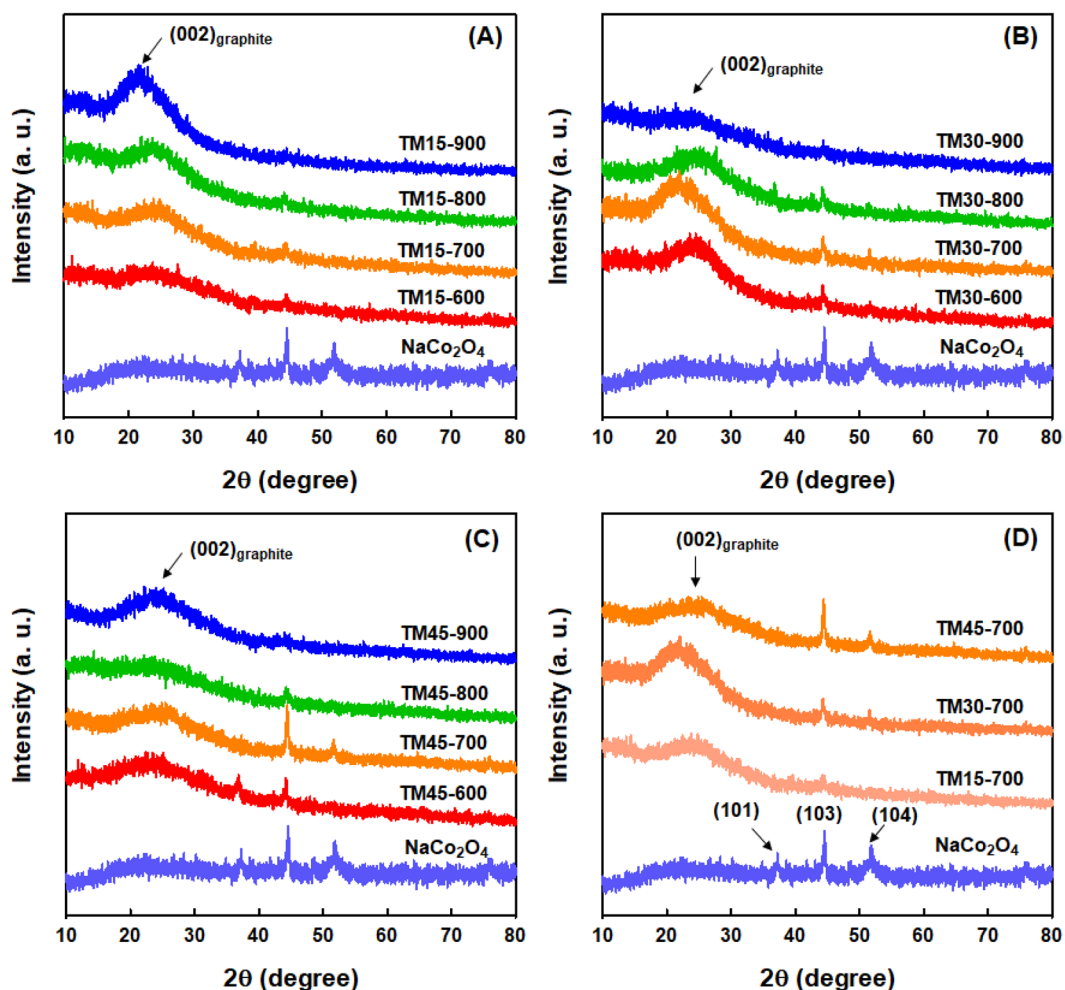 (A)
(002)graphite
TM15-900
TM15-800
TM15-700
TM15-600
NaCo₂O₄
Intensity (a. u.)
10 20 30 40 50 60 70 80
2θ (degree)
(B)
(002)graphite
TM30-900
TM30-800
TM30-700
TM30-600
NaCo₂O₄
Intensity (a. u.)
10 20 30 40 50 60 70 80
2θ (degree)
(C)
(002)graphite
TM45-900
TM45-800
TM45-700
TM45-600
NaCo₂O₄
Intensity (a. u.)
10 20 30 40 50 60 70 80
2θ (degree)
(D)
(002)graphite
TM45-700
TM30-700
TM15-700
(101) (103) (104)
NaCo₂O₄
Intensity (a. u.)
10 20 30 40 50 60 70 80
2θ (degree)